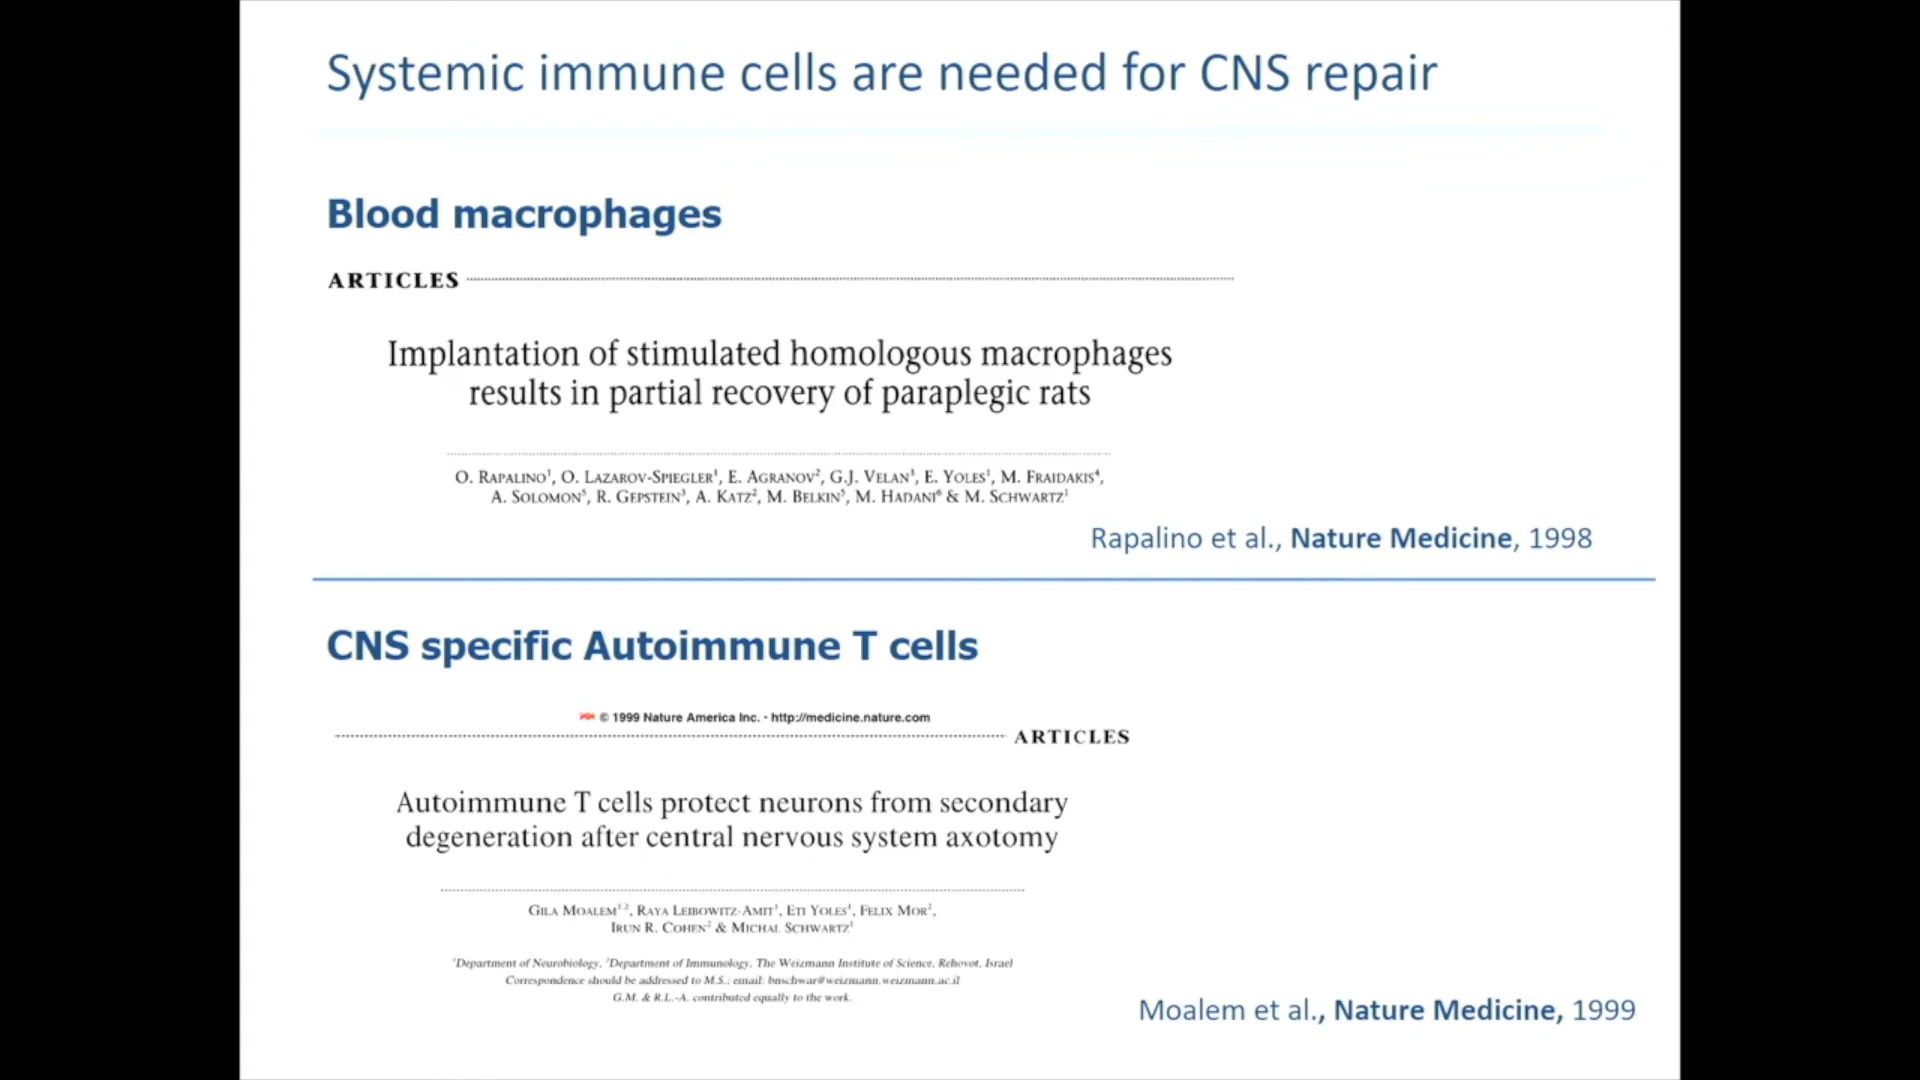 Systemic immune cells are needed for CNS repair
Blood macrophages
ARTICLES
Implantation of stimulated homologous macrophages
results in partial recovery of paraplegic rats
O. Rapalino¹, O. Lazarov-Spiegler¹, E. Agranov², G.J. Velan³, E. Yoles¹, M. Fraidakis⁴,
A. Solomon⁵, R. Gepstein³, A. Katz², M. Belkin⁵, M. Hadani⁶ & M. Schwartz¹
Rapalino et al., Nature Medicine, 1998
CNS specific Autoimmune T cells
© 1999 Nature America Inc. • http://medicine.nature.com
ARTICLES
Autoimmune T cells protect neurons from secondary
degeneration after central nervous system axotomy
Gila Moalem¹,², Raya Leibowitz-Amit¹, Eti Yoles¹, Felix Mor²,
Irun R. Cohen² & Michal Schwartz¹
¹Department of Neurobiology, ²Department of Immunology, The Weizmann Institute of Science, Rehovot, Israel
Correspondence should be addressed to M.S.; email: bnschwar@weizmann.weizmann.ac.il
G.M. & R.L.-A. contributed equally to the work.
Moalem et al., Nature Medicine, 1999